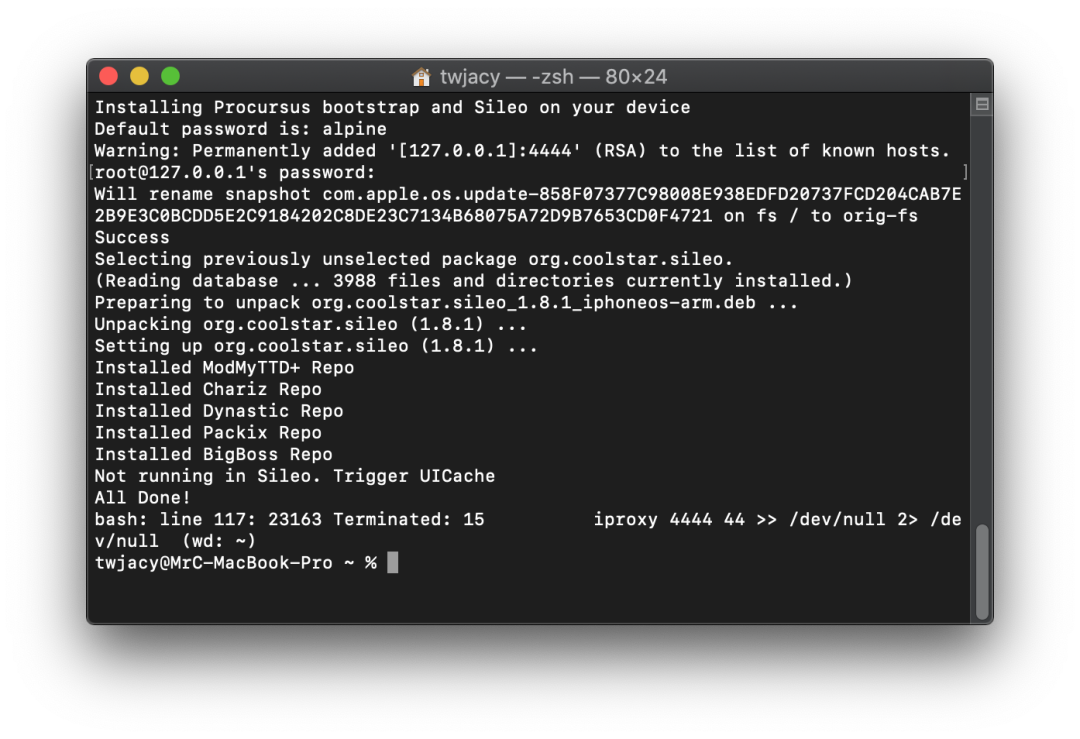 twjacy — -zsh — 80×24
Installing Procursus bootstrap and Sileo on your device
Default password is: alpine
Warning: Permanently added '[127.0.0.1]:4444' (RSA) to the list of known hosts.
[root@127.0.0.1's password: ]
Will rename snapshot com.apple.os.update-858F07377C98008E938EDFD20737FCD204CAB7E
2B9E3C0BCDD5E2C9184202C8DE23C7134B68075A72D9B7653CD0F4721 on fs / to orig-fs
Success
Selecting previously unselected package org.coolstar.sileo.
(Reading database ... 3988 files and directories currently installed.)
Preparing to unpack org.coolstar.sileo_1.8.1_iphoneos-arm.deb ...
Unpacking org.coolstar.sileo (1.8.1) ...
Setting up org.coolstar.sileo (1.8.1) ...
Installed ModMyTTD+ Repo
Installed Chariz Repo
Installed Dynastic Repo
Installed Packix Repo
Installed BigBoss Repo
Not running in Sileo. Trigger UICache
All Done!
bash: line 117: 23163 Terminated: 15          iproxy 4444 44 >> /dev/null 2> /de
v/null  (wd: ~)
twjacy@MrC-MacBook-Pro ~ %